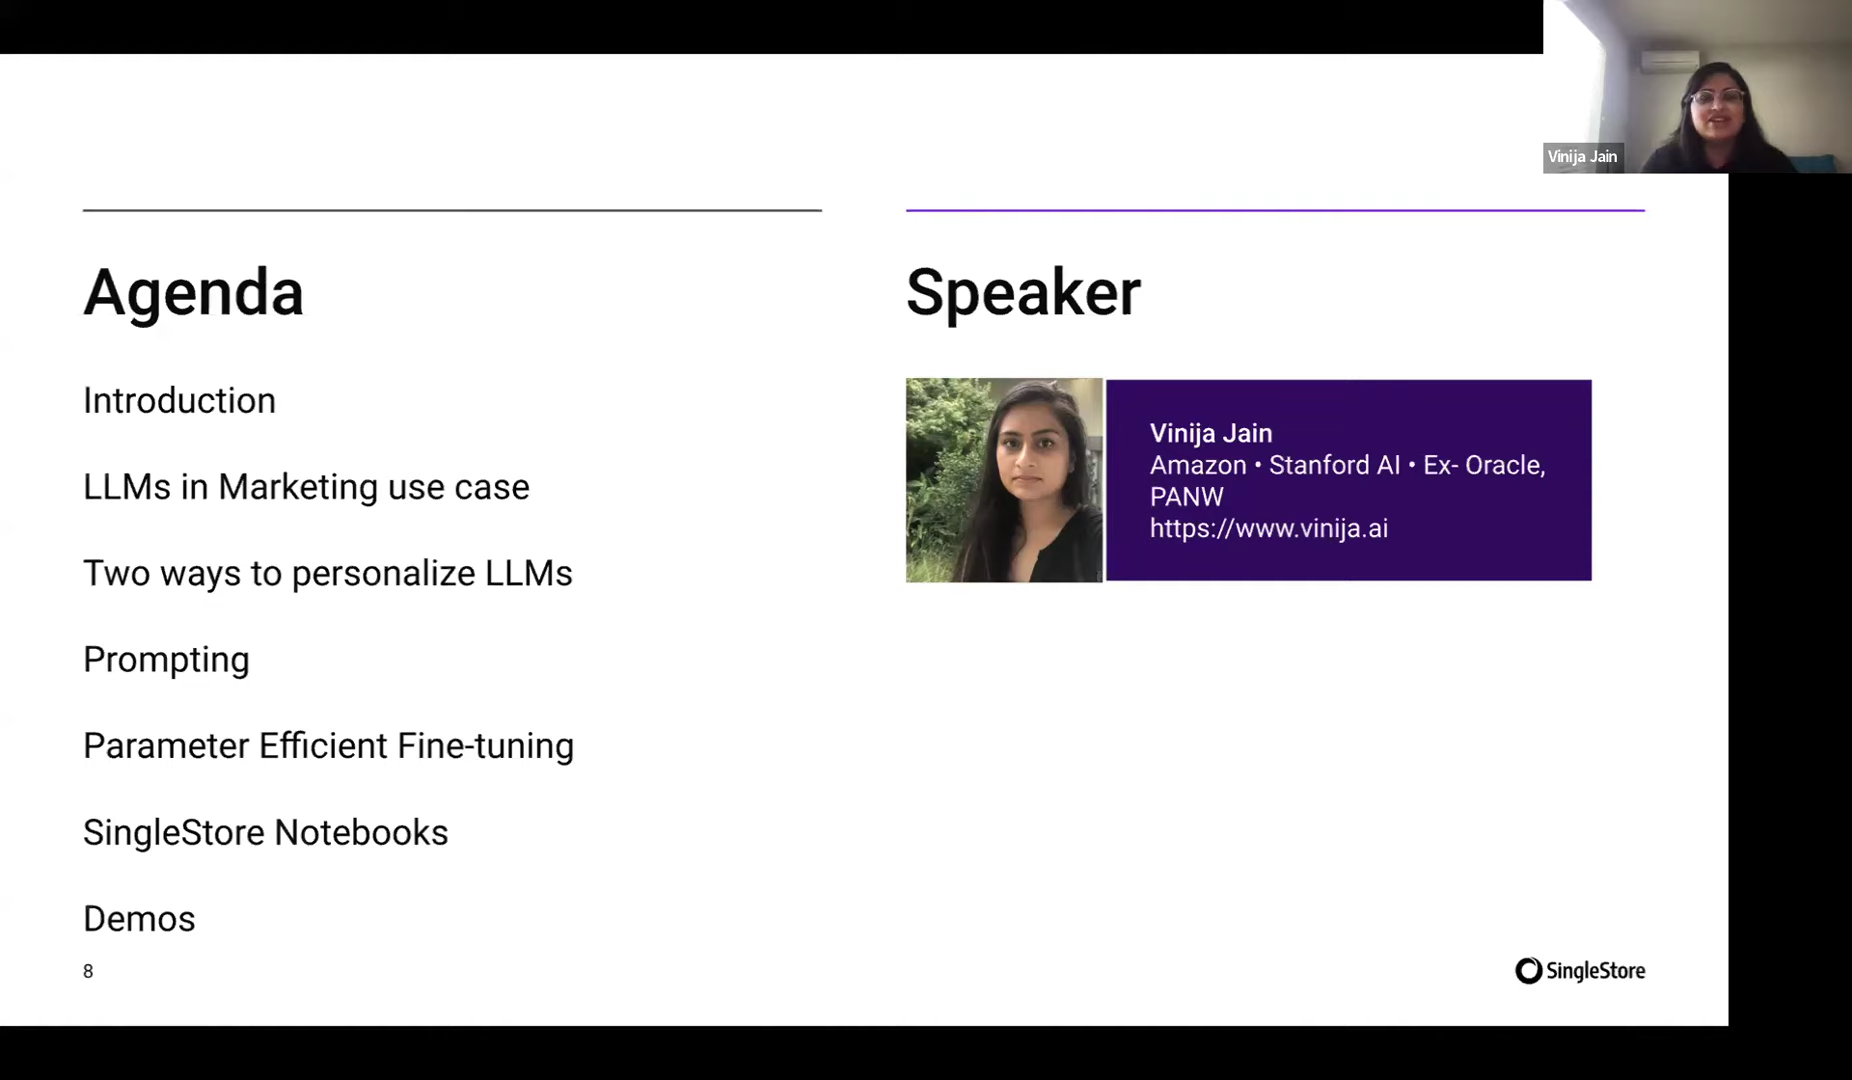 Vinija Jain
Agenda
Introduction
LLMs in Marketing use case
Two ways to personalize LLMs
Prompting
Parameter Efficient Fine-tuning
SingleStore Notebooks
Demos
8
Speaker
Vinija Jain
Amazon • Stanford AI • Ex- Oracle,
PANW
https://www.vinija.ai
SingleStore